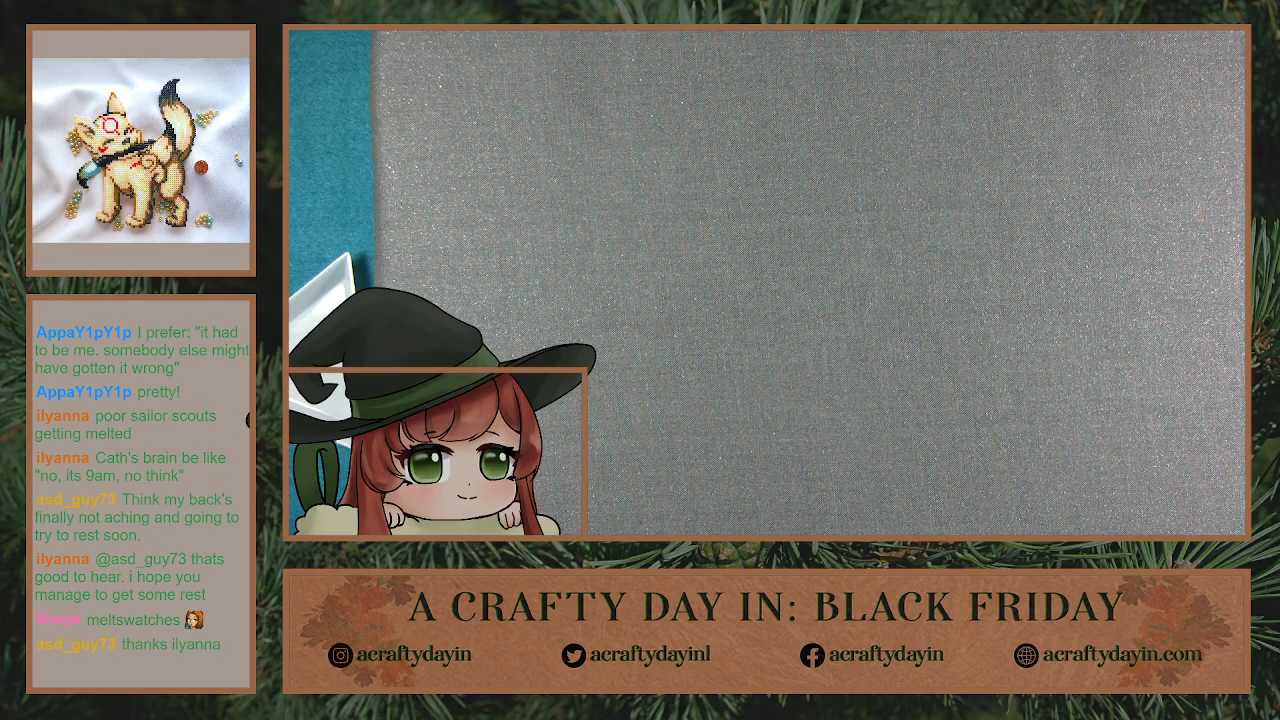 AppaY1pY1p I prefer: "it had
to be me. somebody else might
have gotten it wrong"
AppaY1pY1p pretty!
ilyanna poor sailor scouts
getting melted
ilyanna Cath's brain be like
"no, its 9am, no think"
asd_guy73 Think my back's
finally not aching and going to
try to rest soon.
ilyanna @asd_guy73 thats
good to hear. i hope you
manage to get some rest
meltswatches
asd_guy73 thanks ilyanna
A CRAFTY DAY IN: BLACK FRIDAY
acraftydayin
acraftydayinl
acraftydayin
acraftydayin.com